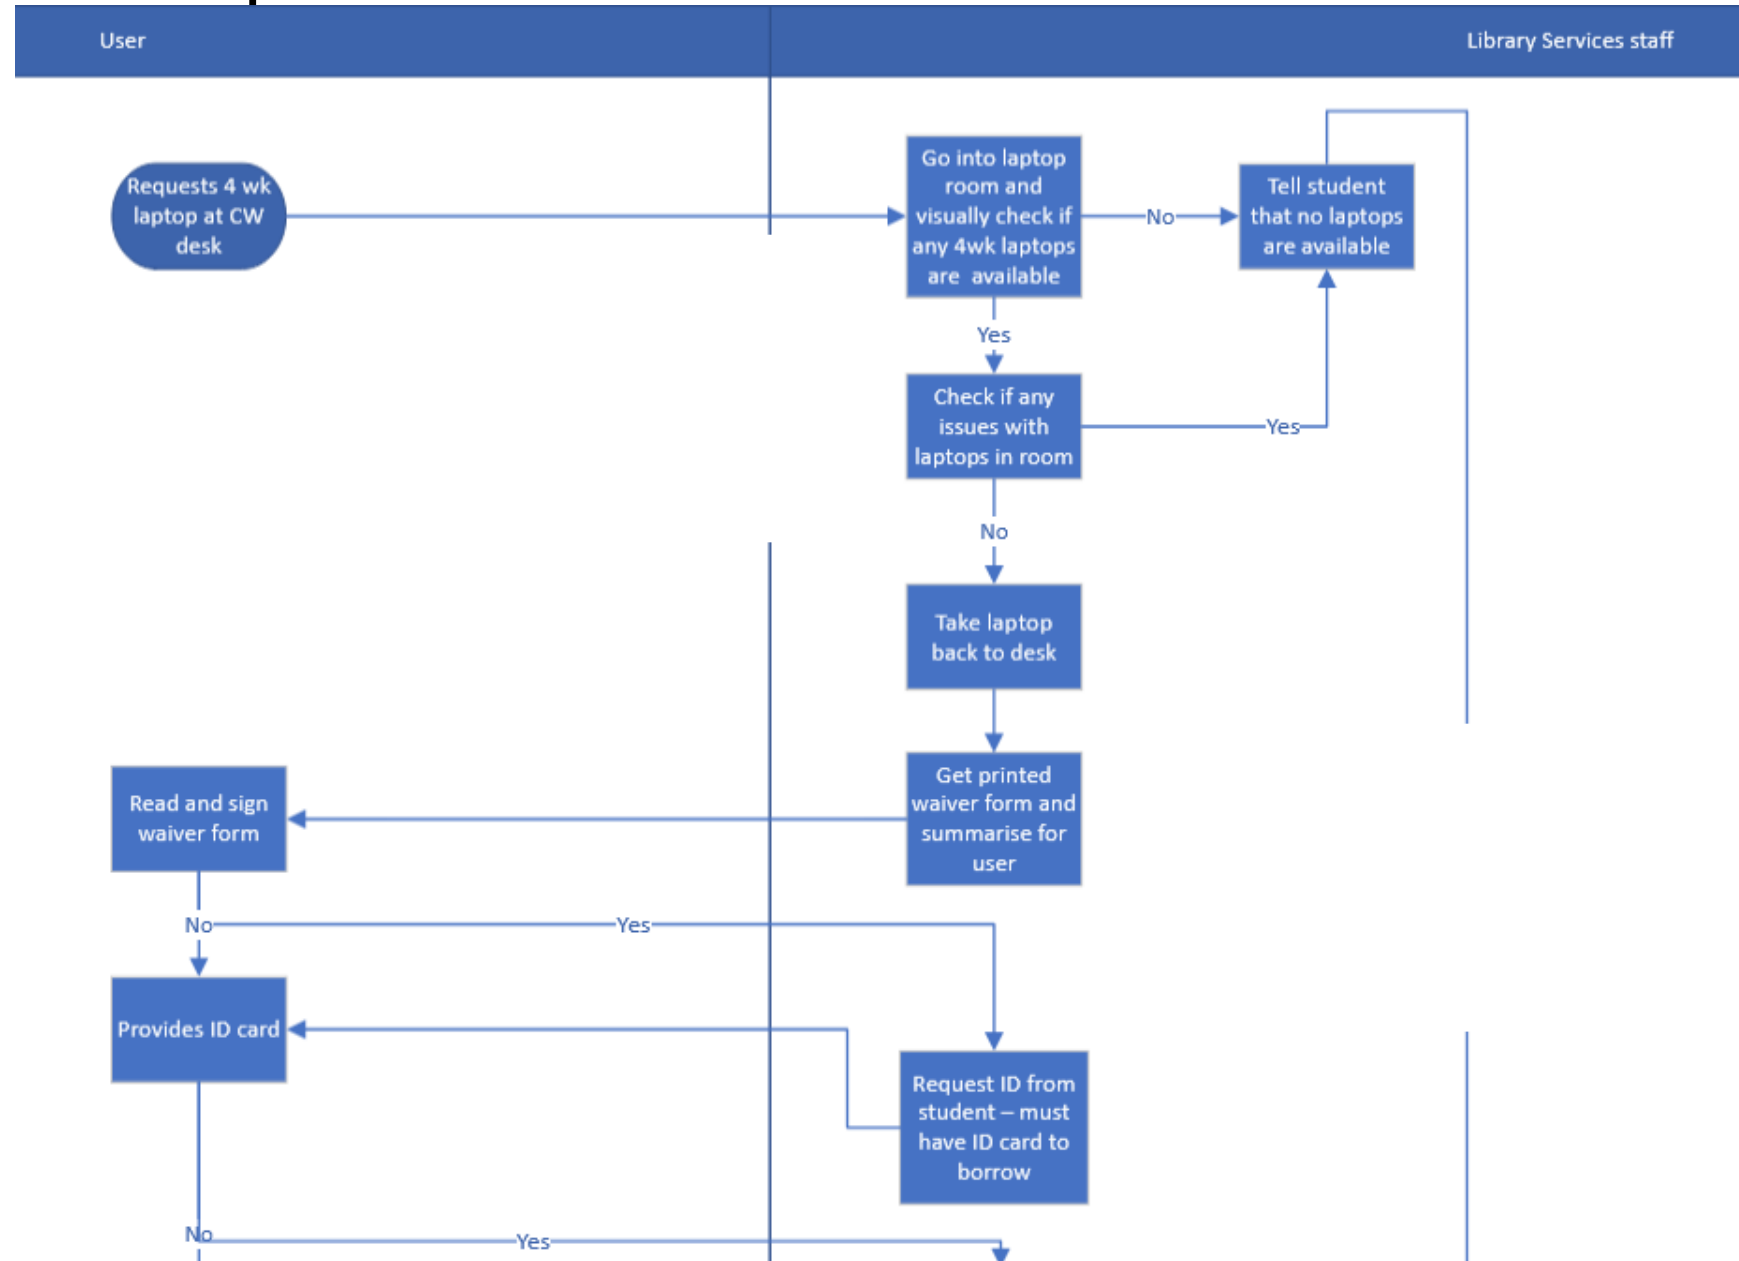 User
Library Services staff
Requests 4 wk
laptop at CW
desk
Go into laptop
room and
visually check if
any 4wk laptops
are available
No
Tell student
that no laptops
are available
Yes
Check if any
issues with
laptops in room
Yes
No
Take laptop
back to desk
Get printed
waiver form and
summarise for
user
Read and sign
waiver form
No
Yes
Provides ID card
Request ID from
student – must
have ID card to
borrow
No
Yes